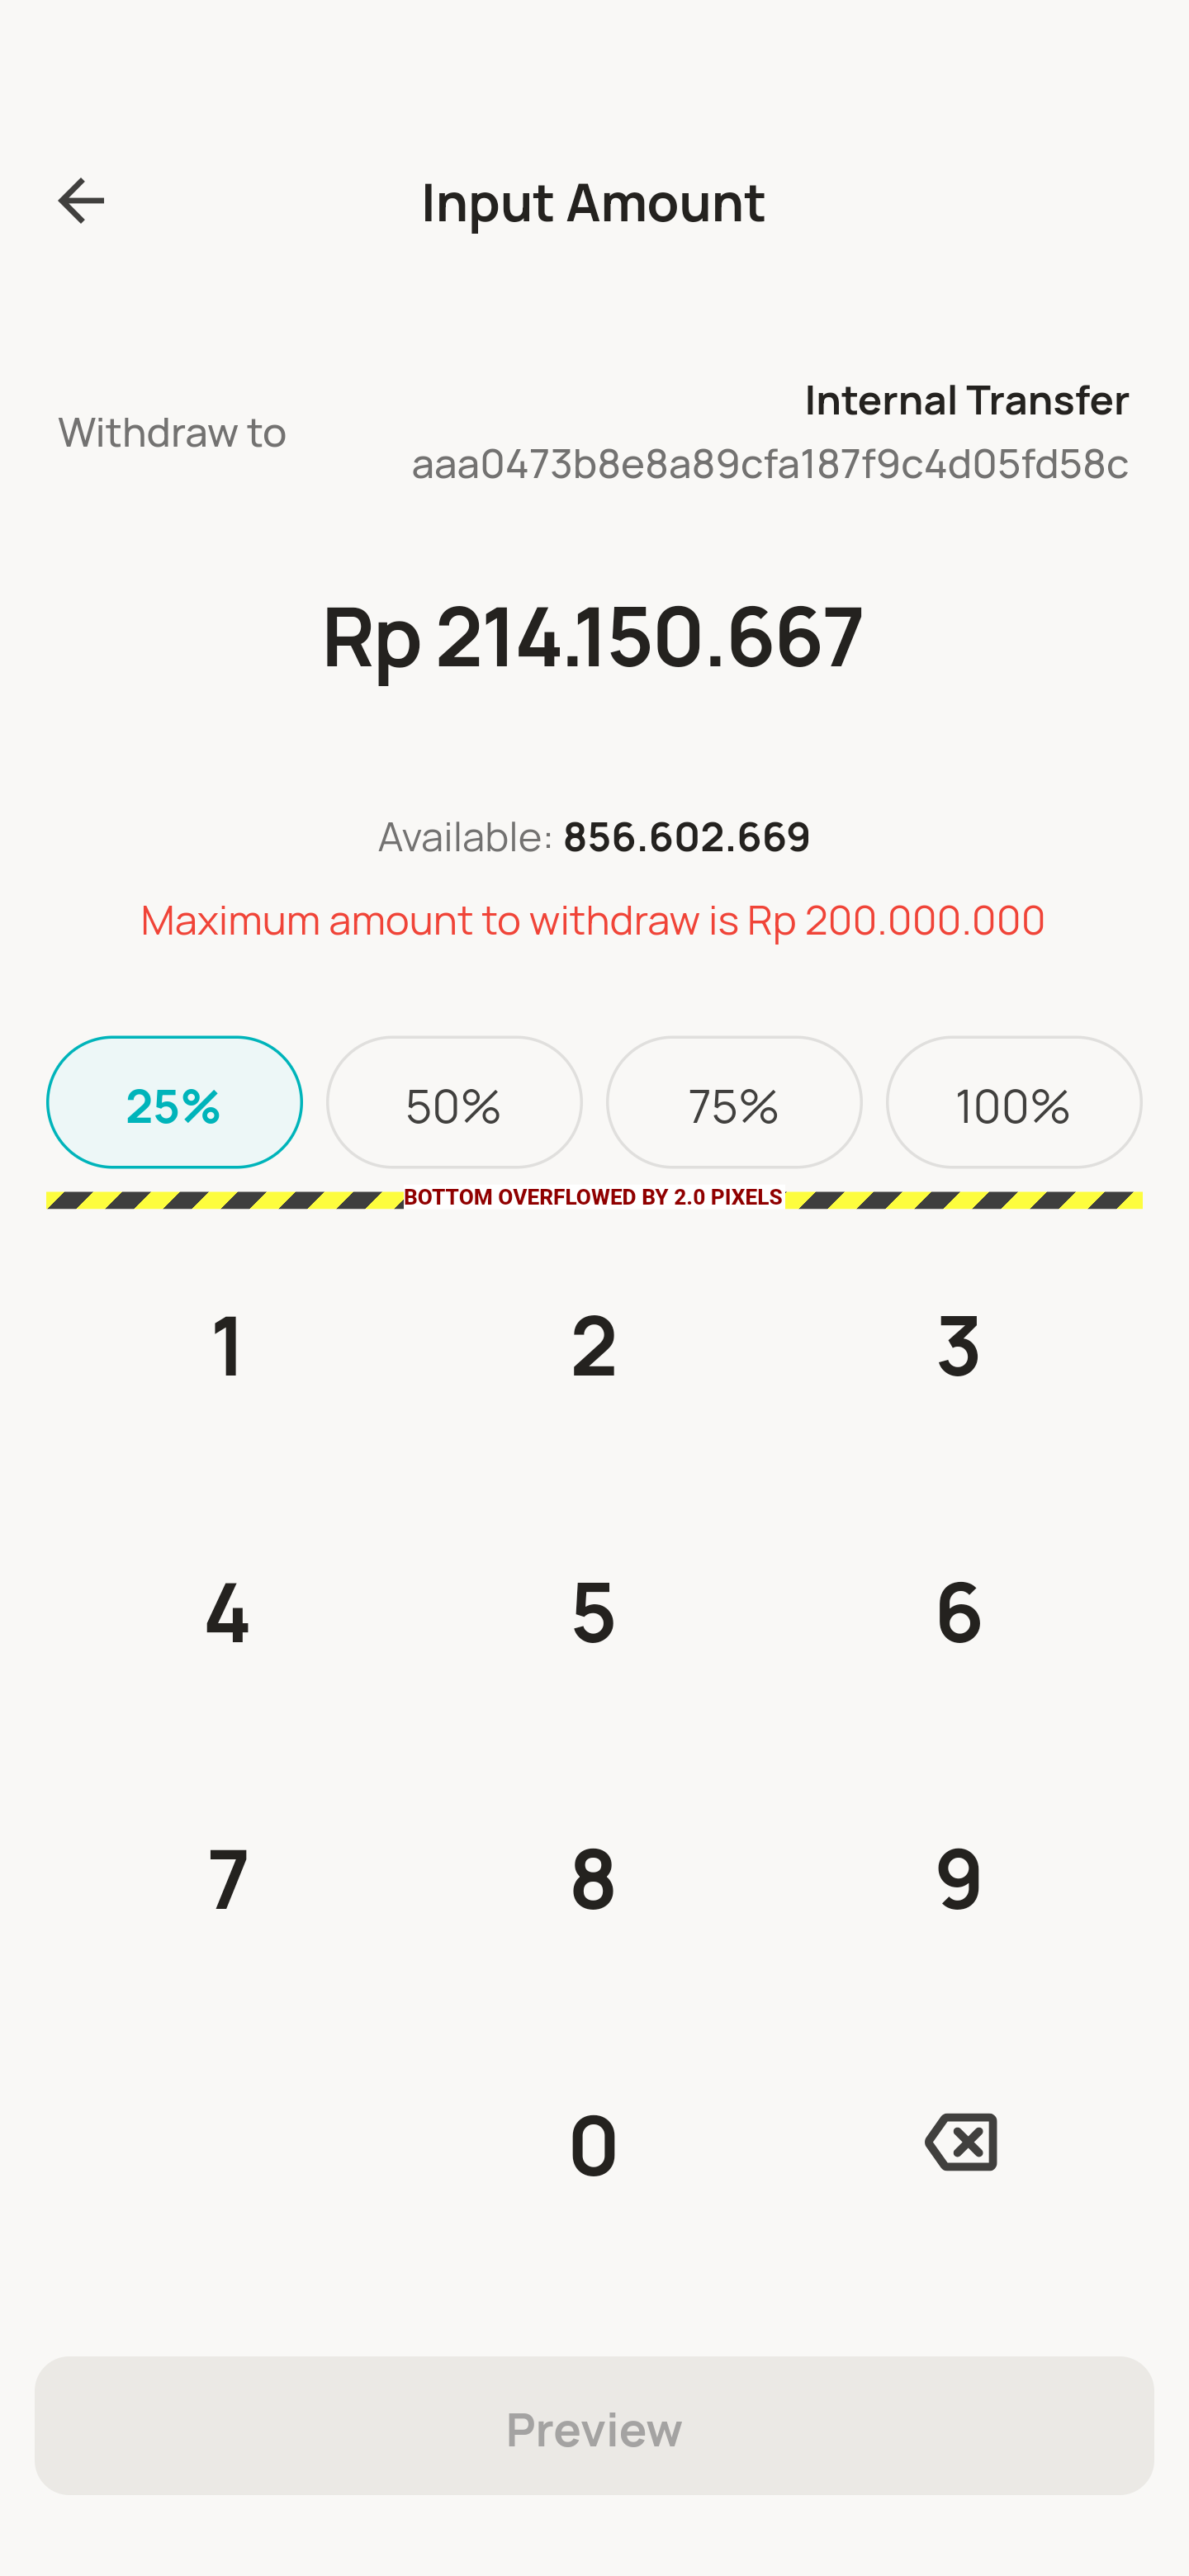 Input Amount
Internal Transfer
Withdraw to
aaa0473b8e8a89cfa187f9c4d05fd58c
Rp 214.150.667
Available: 856.602.669
Maximum amount to withdraw is Rp 200.000.000
25% 50% 75% 100%
BOTTOM OVERFLOWED BY 2.0 PIXELS
1 2 3
4 5 6
7 8 9
0
Preview